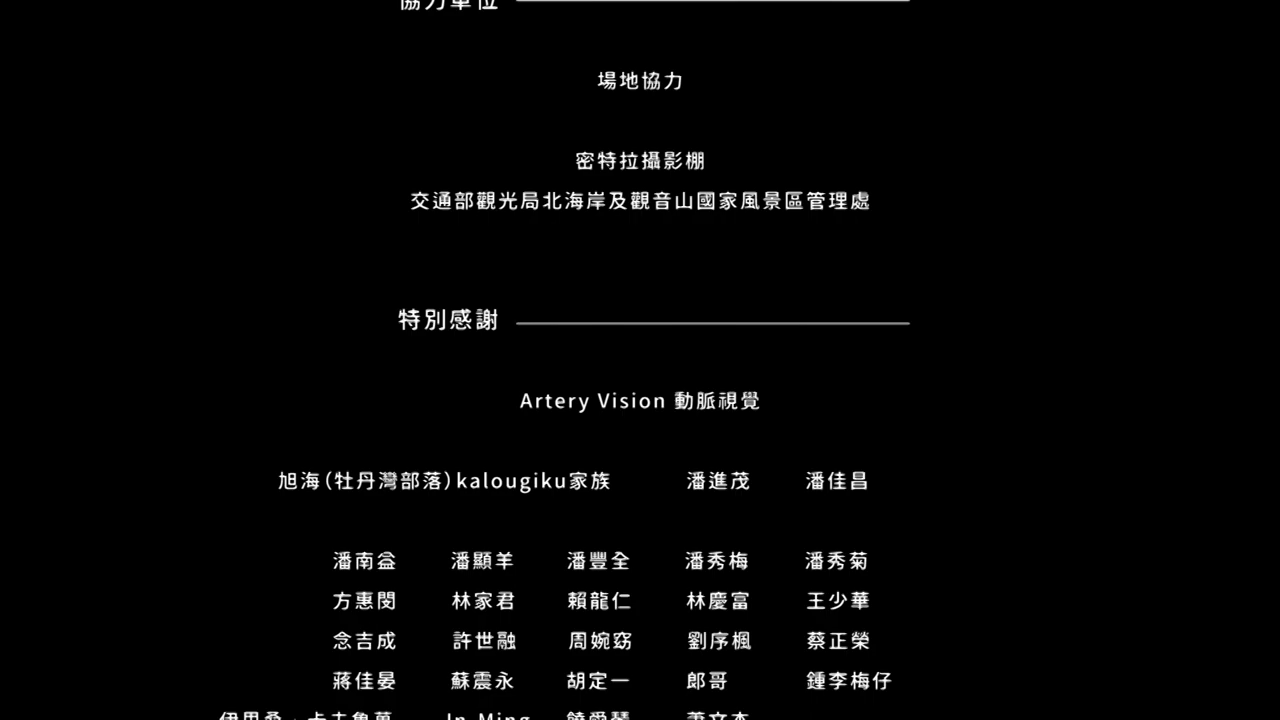 協力單位
場地協力
密特拉攝影棚
交通部觀光局北海岸及觀音山國家風景區管理處
特別感謝
Artery Vision 動脈視覺
旭海(牡丹灣部落)kalougiku家族 潘進茂 潘佳昌
潘南益 潘顯羊 潘豐全 潘秀梅 潘秀菊
方惠閔 林家君 賴龍仁 林慶富 王少華
念吉成 許世融 周婉窈 劉序楓 蔡正榮
蔣佳晏 蘇震永 胡定一 郎哥 鍾李梅仔
In Ming